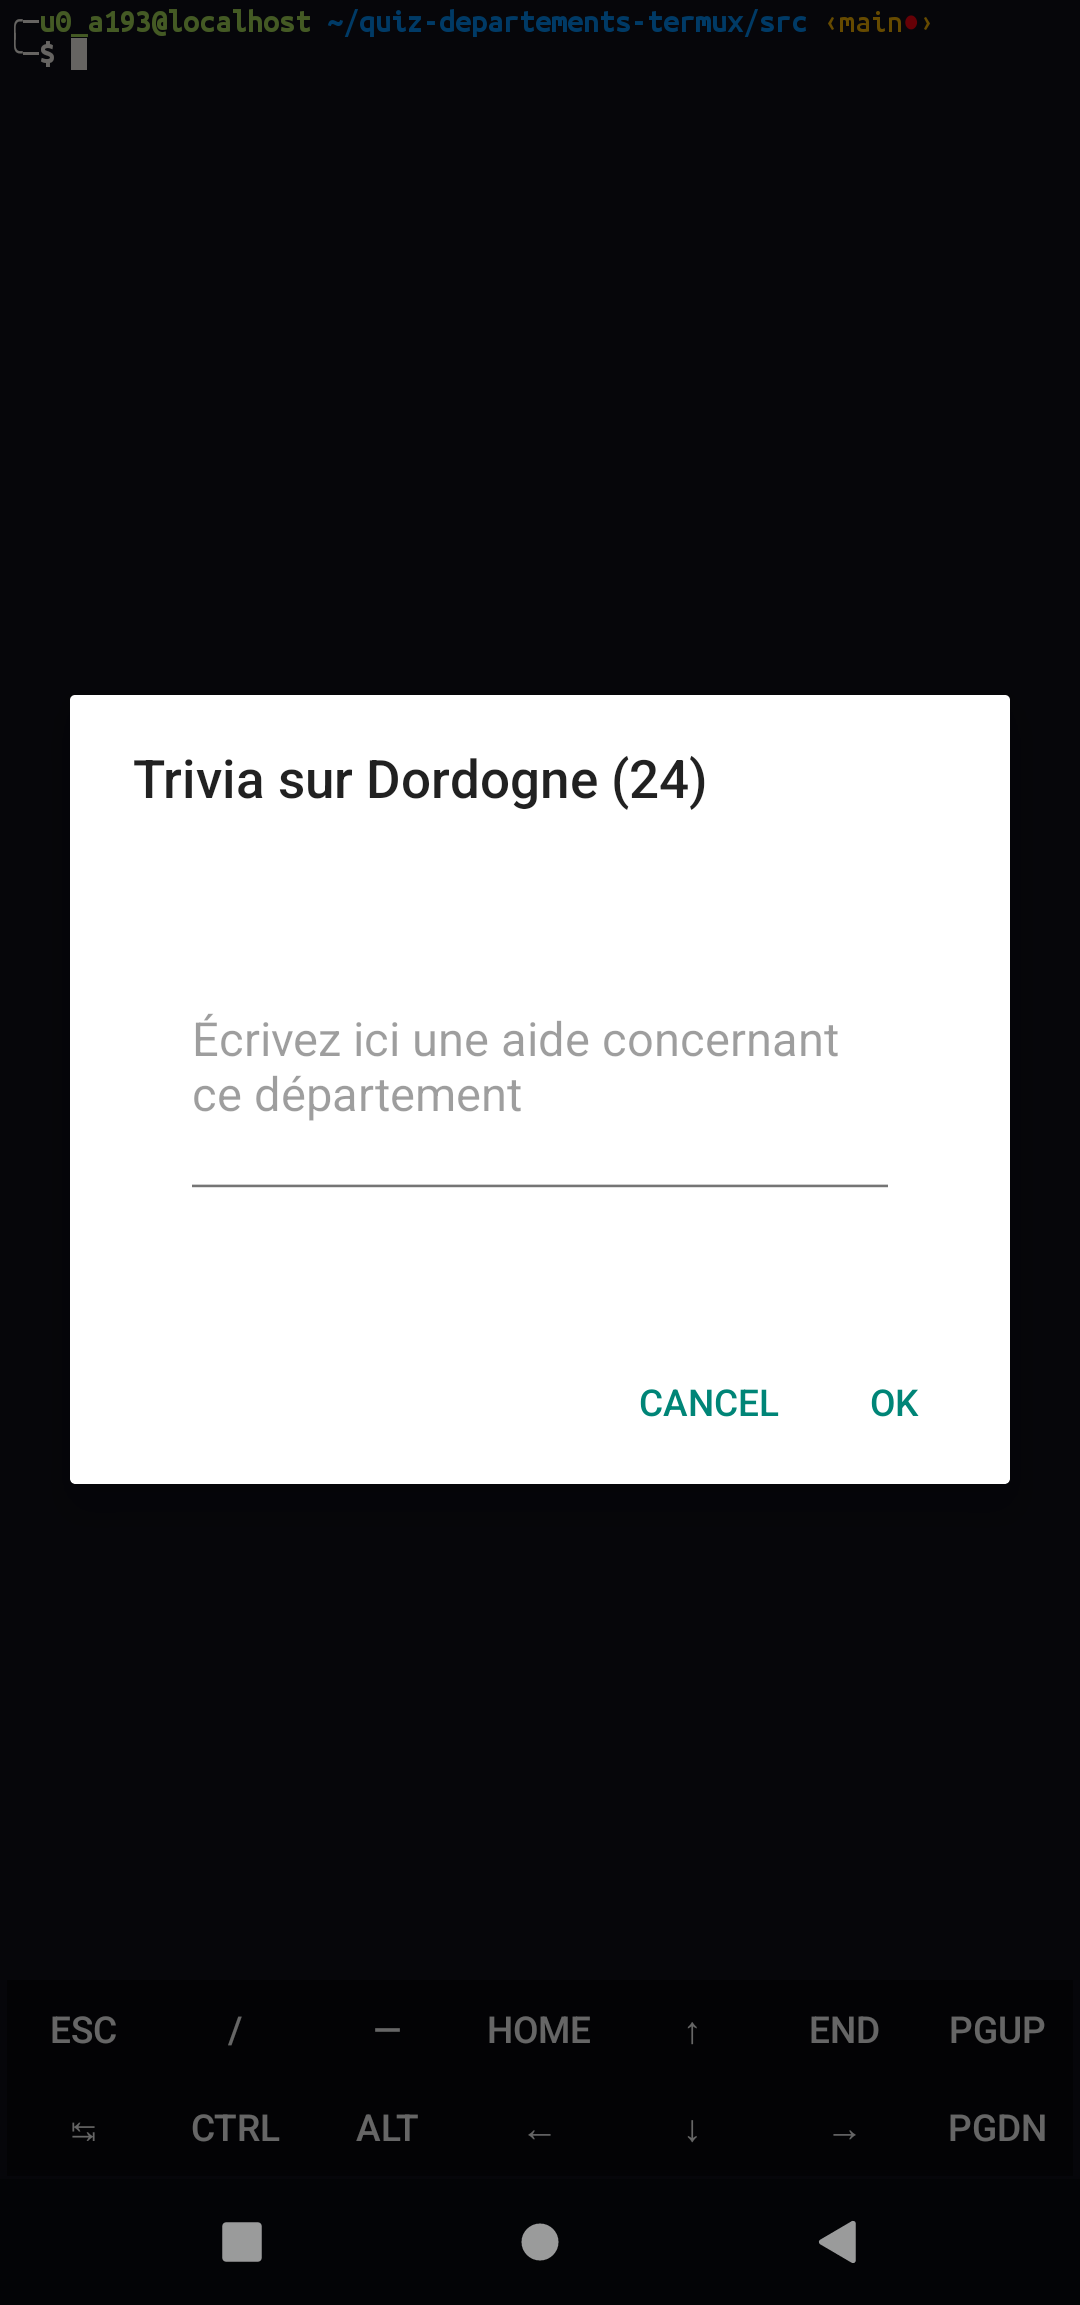 ╭─u0_a193@localhost ~/quiz-departements-termux/src ‹main●›
╰─$
Trivia sur Dordogne (24)
Écrivez ici une aide concernant
ce département
CANCEL OK
ESC / — HOME ↑ END PGUP
↹ CTRL ALT ← ↓ → PGDN